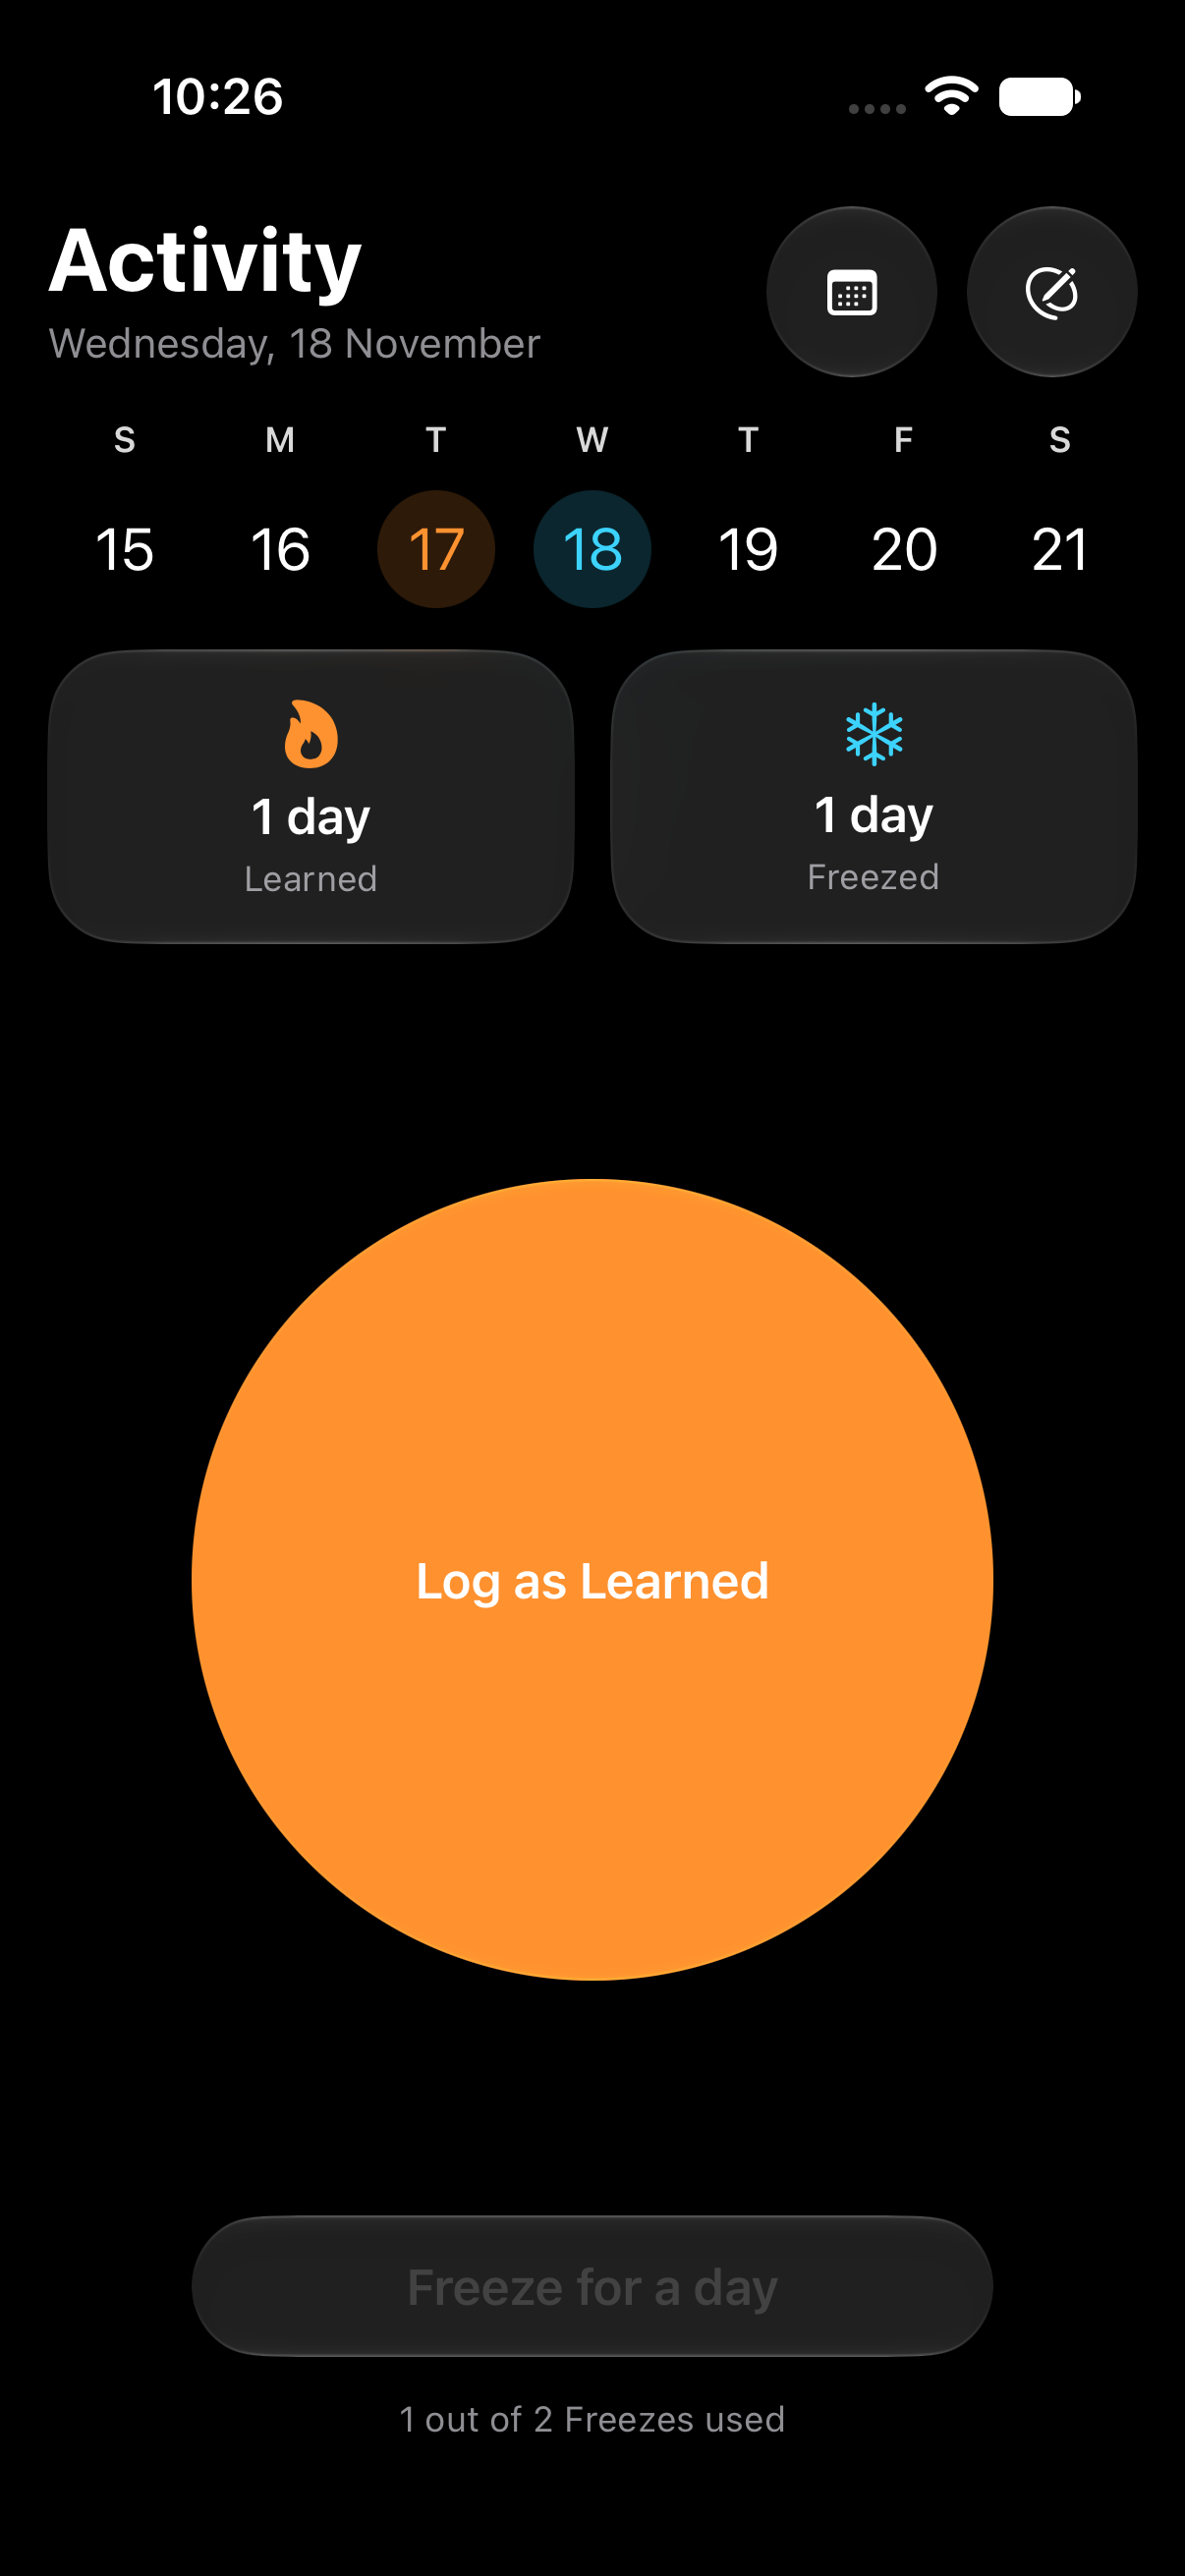 10:26
Activity
Wednesday, 18 November
S M T W T F S
15 16 17 18 19 20 21
1 day
Learned
1 day
Freezed
Log as Learned
Freeze for a day
1 out of 2 Freezes used